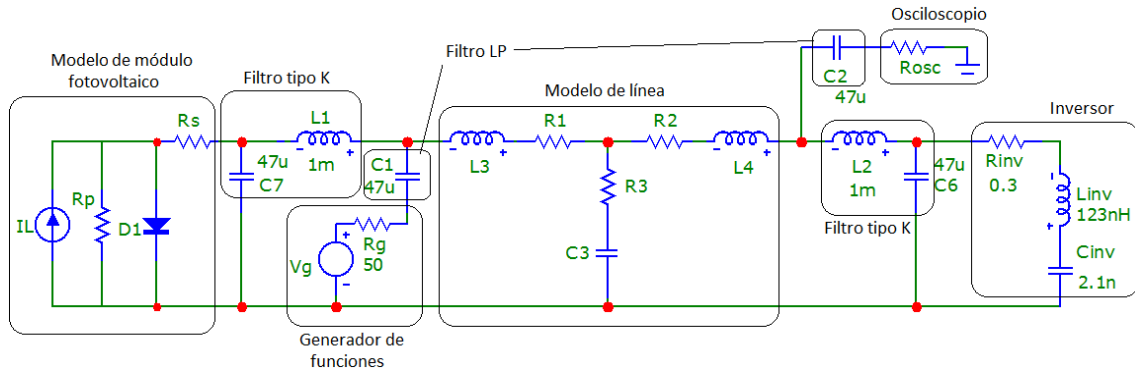 Osciloscopio
Filtro LP
Modelo de módulo
fotovoltaico
Filtro tipo K
Modelo de línea
Inversor
C2
47u
Rosc
Rs
L1
1m
47u
C7
C1
47u
L3
R1
R2
L4
L2
1m
47u
C6
Rinv
0.3
Linv
123nH
Cinv
2.1n
Filtro tipo K
IL
Rp
D1
R3
C3
Vg
Rg
50
Generador de
funciones